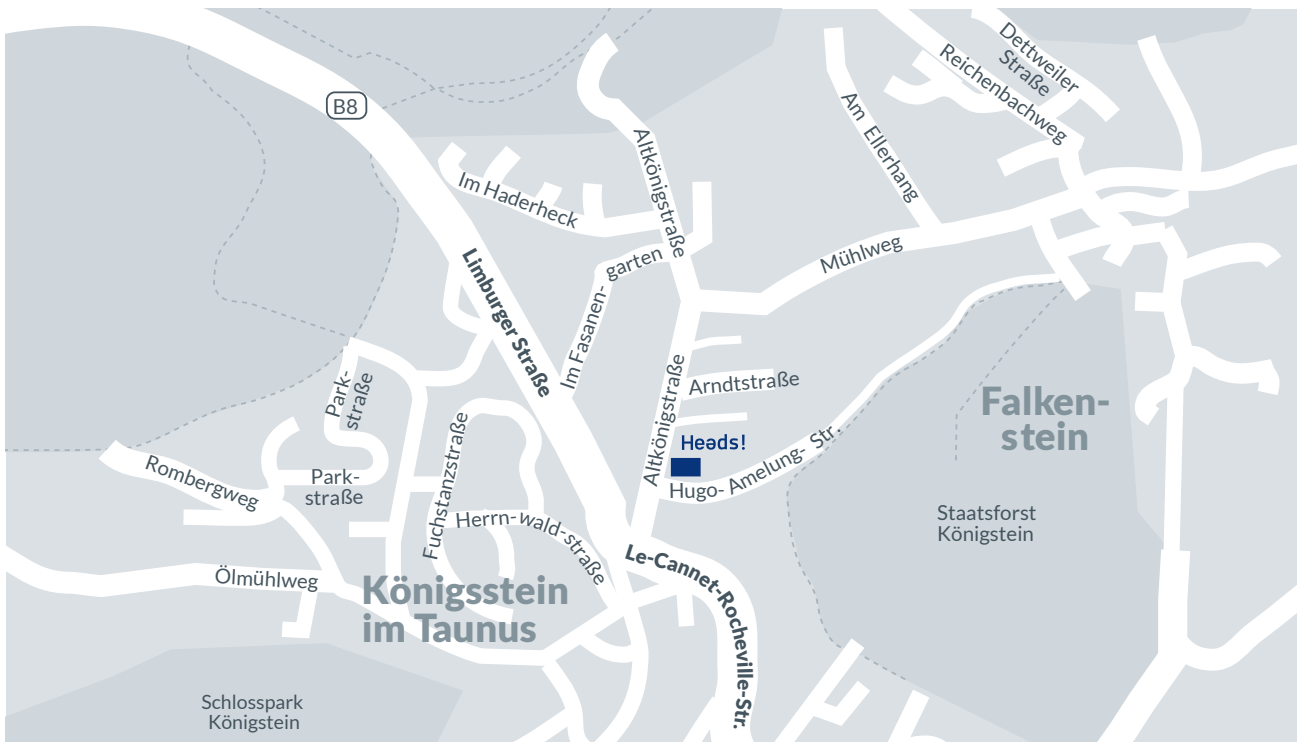 Dettweiler
Straße
Reichenbachweg
B8
Am Ellerhang
Altkönigstraße
Im Haderheck
Mühlweg
garten
Im Fasanen-
Limburger Straße
Altkönigstraße
Arndtstraße
Park-
straße
Falken-
stein
Heads!
Hugo- Amelung- Str.
Fuchstanzstraße
Rombergweg
Park-
straße
Herrn-wald-straße
Staatsforst
Königstein
Le-Cannet-Rocheville-Str.
Ölmühlweg
Königsstein
im Taunus
Schlosspark
Königstein